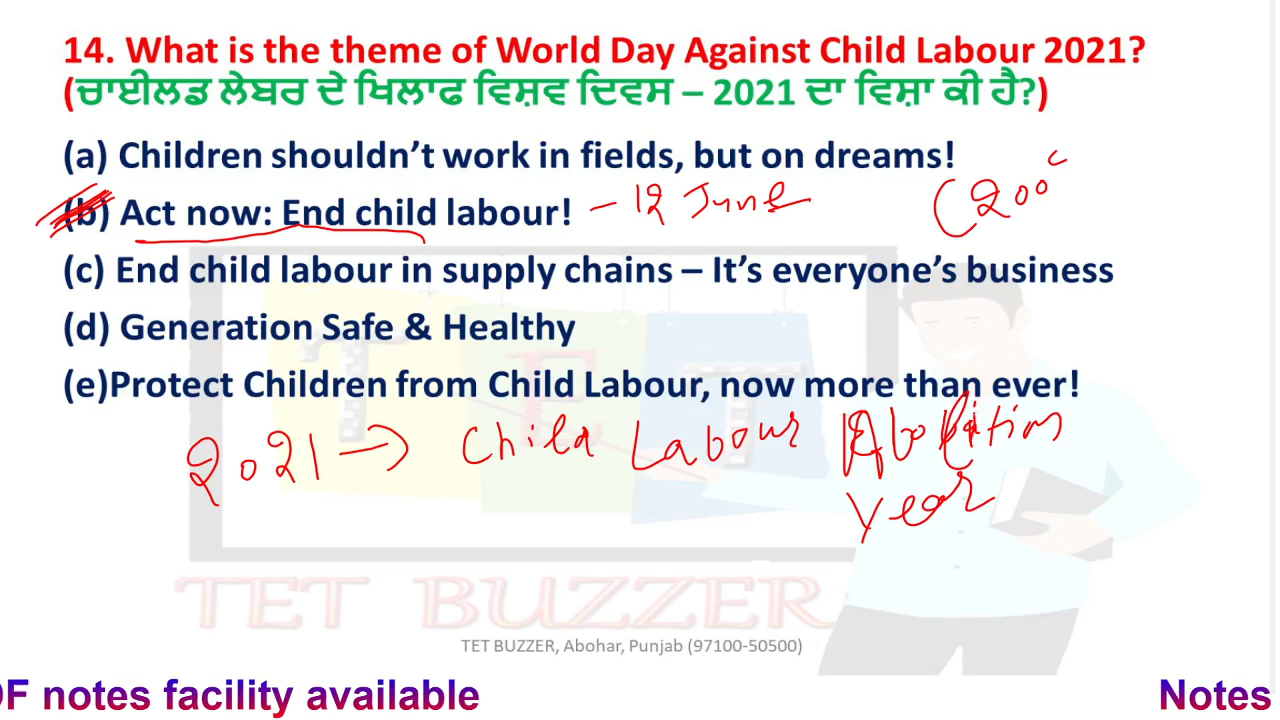 14. What is the theme of World Day Against Child Labour 2021?
(ਚਾਈਲਡ ਲੇਬਰ ਦੇ ਖਿਲਾਫ ਵਿਸ਼ਵ ਦਿਵਸ – 2021 ਦਾ ਵਿਸ਼ਾ ਕੀ ਹੈ?)
(a) Children shouldn't work in fields, but on dreams!
(b) Act now: End child labour! – 12 June (200
(c) End child labour in supply chains – It's everyone's business
(d) Generation Safe & Healthy
(e)Protect Children from Child Labour, now more than ever!
2021 → Child Labour Abolition
year
TET
TET BUZZER
TET BUZZER, Abohar, Punjab (97100-50500)
notes facility available Notes